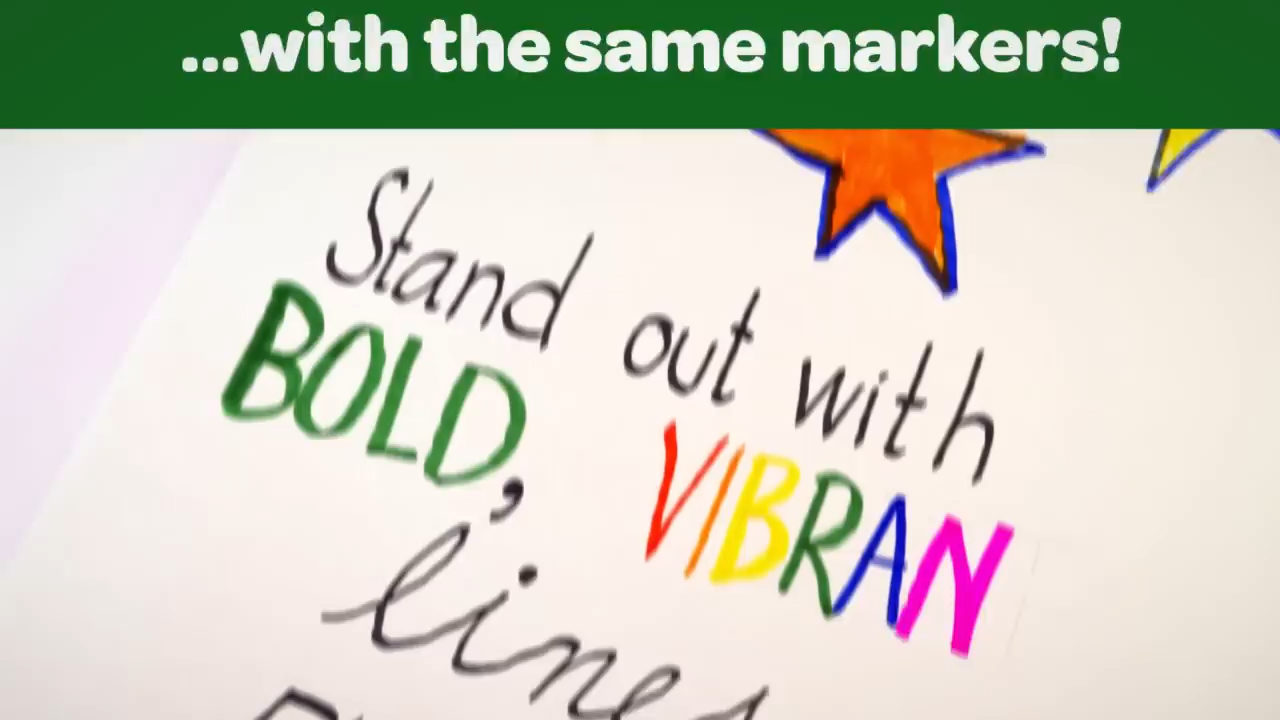 ...with the same markers!
Stand out with
BOLD, VIBRAN
lines